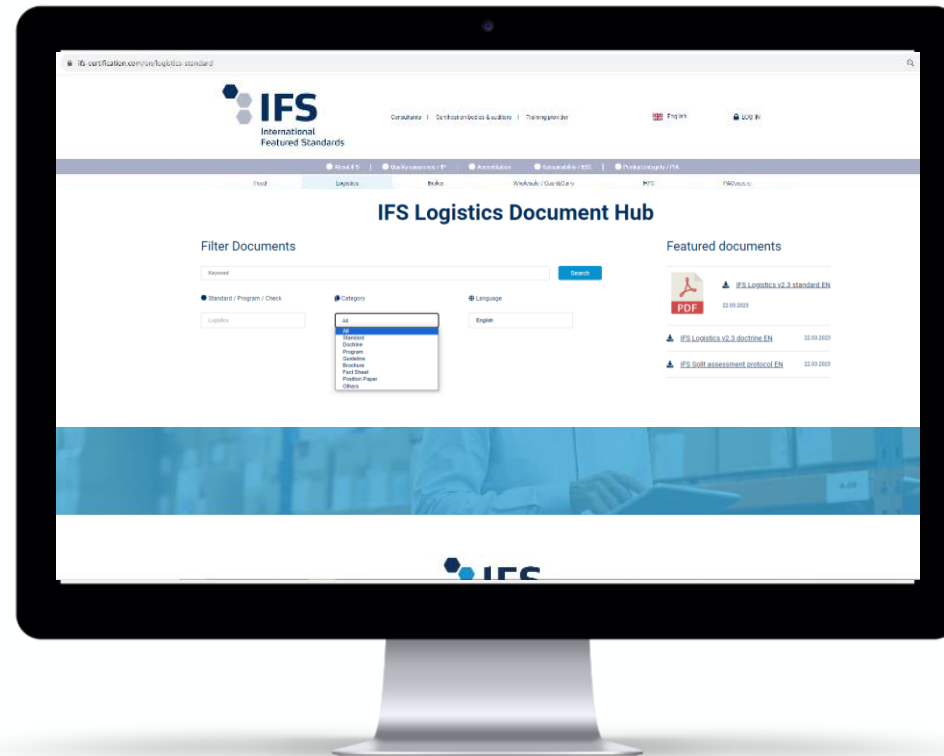 ifs-certification.com/en/logistics-standard
IFS
International
Featured Standards
Consultants | Certification bodies & auditors | Training provider
English
LOG IN
About IFS
Food Logistics Broker
IFS Logistics Document Hub
Filter Documents
Featured documents
Keyword
Search
IFS Logistics v2.3 standard EN
PDF
22.03.2023
Standard / Program / Check
Category
Language
Logistics
All
English
All
Standard
Doctrine
Program
Guideline
Brochure
Fact Sheet
Position Paper
Others
IFS Logistics v2.3 doctrine EN 22.03.2023
IFS Split assessment protocol EN 22.03.2023
A-09
IFS